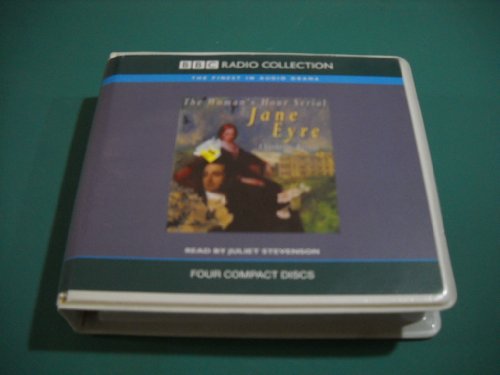 BBC RADIO COLLECTION
THE FINEST IN AUDIO DRAMA
The Woman's Hour Serial
Jane
Eyre
READ BY JULIET STEVENSON
FOUR COMPACT DISCS